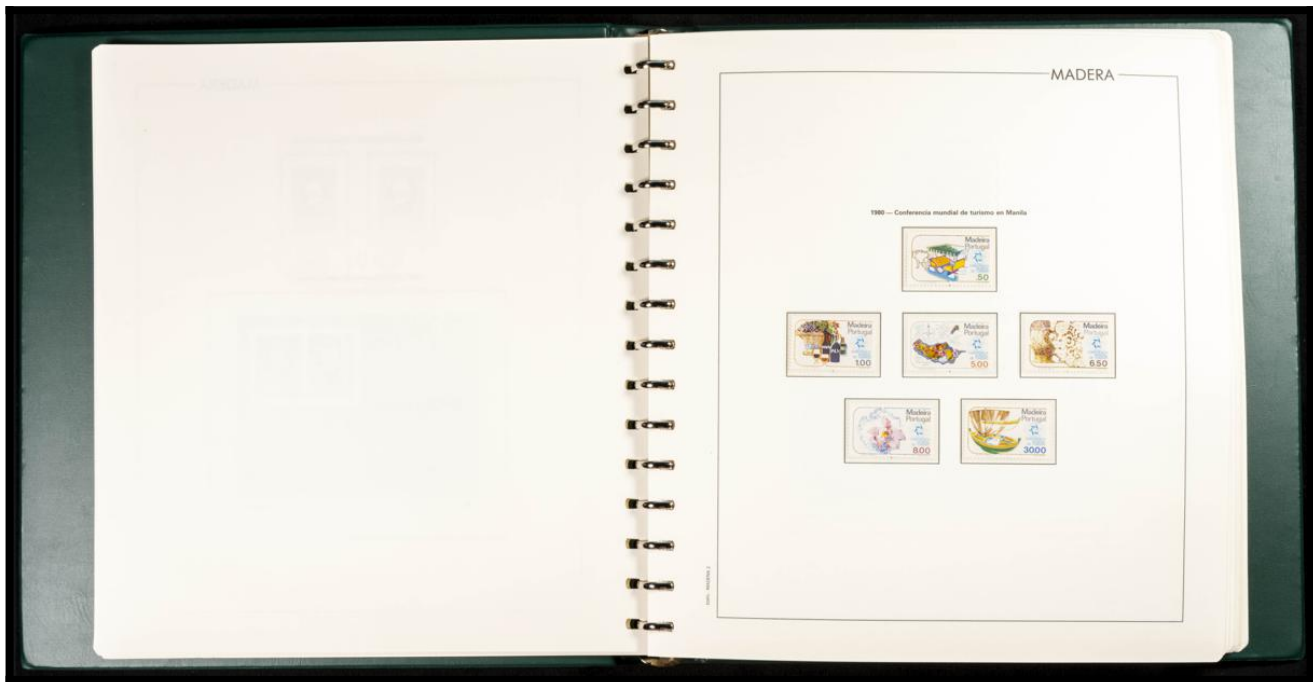 MADERA
1980 — Conferencia mundial de turismo en Manila
Madeira
Portugal
50
Madeira
Portugal
1.00
Madeira
Portugal
5.00
Madeira
Portugal
6.50
Madeira
Portugal
8.00
Madeira
Portugal
30.00